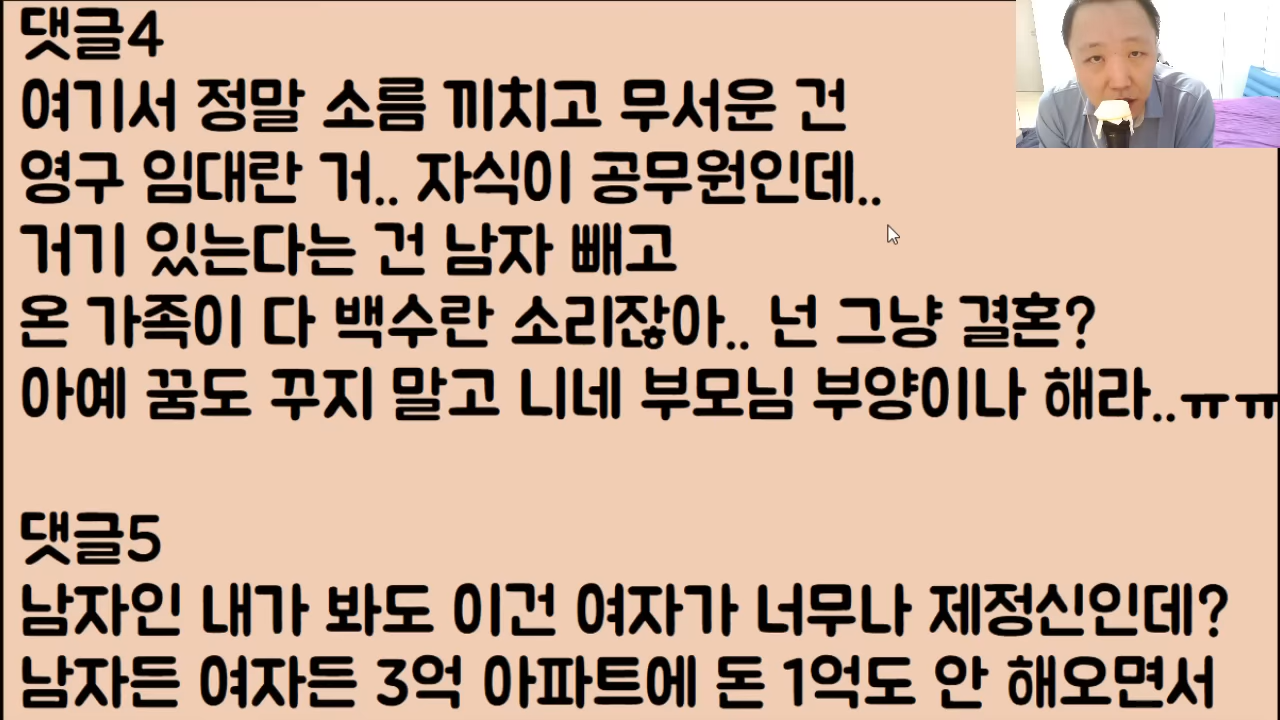 댓글4
여기서 정말 소름 끼치고 무서운 건
영구 임대란 거.. 자식이 공무원인데..
거기 있는다는 건 남자 빼고
온 가족이 다 백수란 소리잖아.. 넌 그냥 결혼?
아예 꿈도 꾸지 말고 니네 부모님 부양이나 해라..ㅠㅠ
댓글5
남자인 내가 봐도 이건 여자가 너무나 제정신인데?
남자든 여자든 3억 아파트에 돈 1억도 안 해오면서